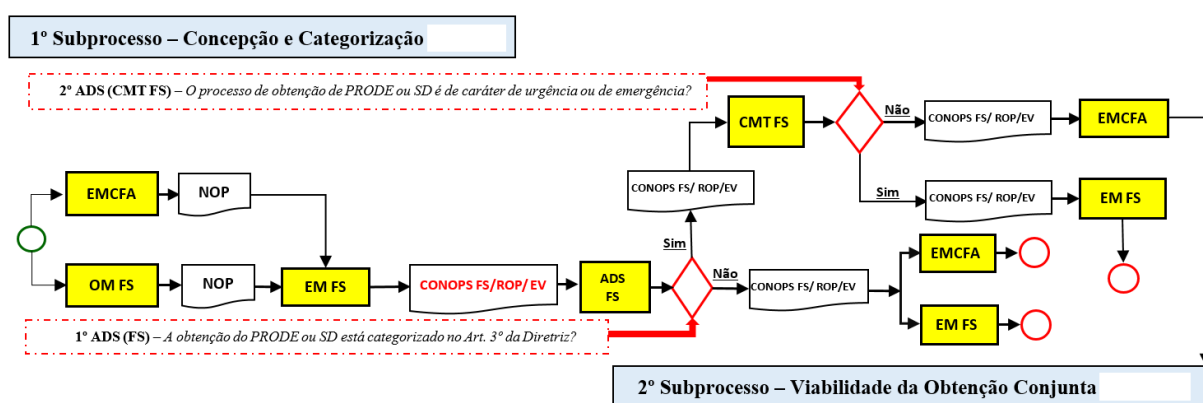 1º Subprocesso – Concepção e Categorização
2º ADS (CMT FS) – O processo de obtenção de PRODE ou SD é de caráter de urgência ou de emergência?
CMT FS
Não
CONOPS FS/ ROP/EV
EMCFA
EMCFA
NOP
CONOPS FS/ ROP/EV
Sim
CONOPS FS/ ROP/EV
EM FS
OM FS
NOP
EM FS
CONOPS FS/ROP/ EV
ADS
FS
Sim
Não
CONOPS FS/ ROP/EV
EMCFA
EM FS
1º ADS (FS) – A obtenção do PRODE ou SD está categorizado no Art. 3º da Diretriz?
2º Subprocesso – Viabilidade da Obtenção Conjunta